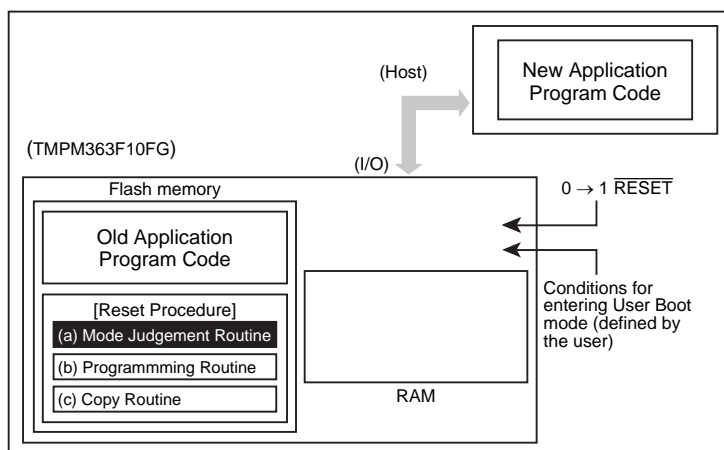 New Application
Program Code
(Host)
(TMPM363F10FG)
(I/O)
Flash memory
0 → 1 RESET
Old Application
Program Code
[Reset Procedure]
(a) Mode Judgement Routine
(b) Programmming Routine
(c) Copy Routine
RAM
Conditions for
entering User Boot
mode (defined by
the user)